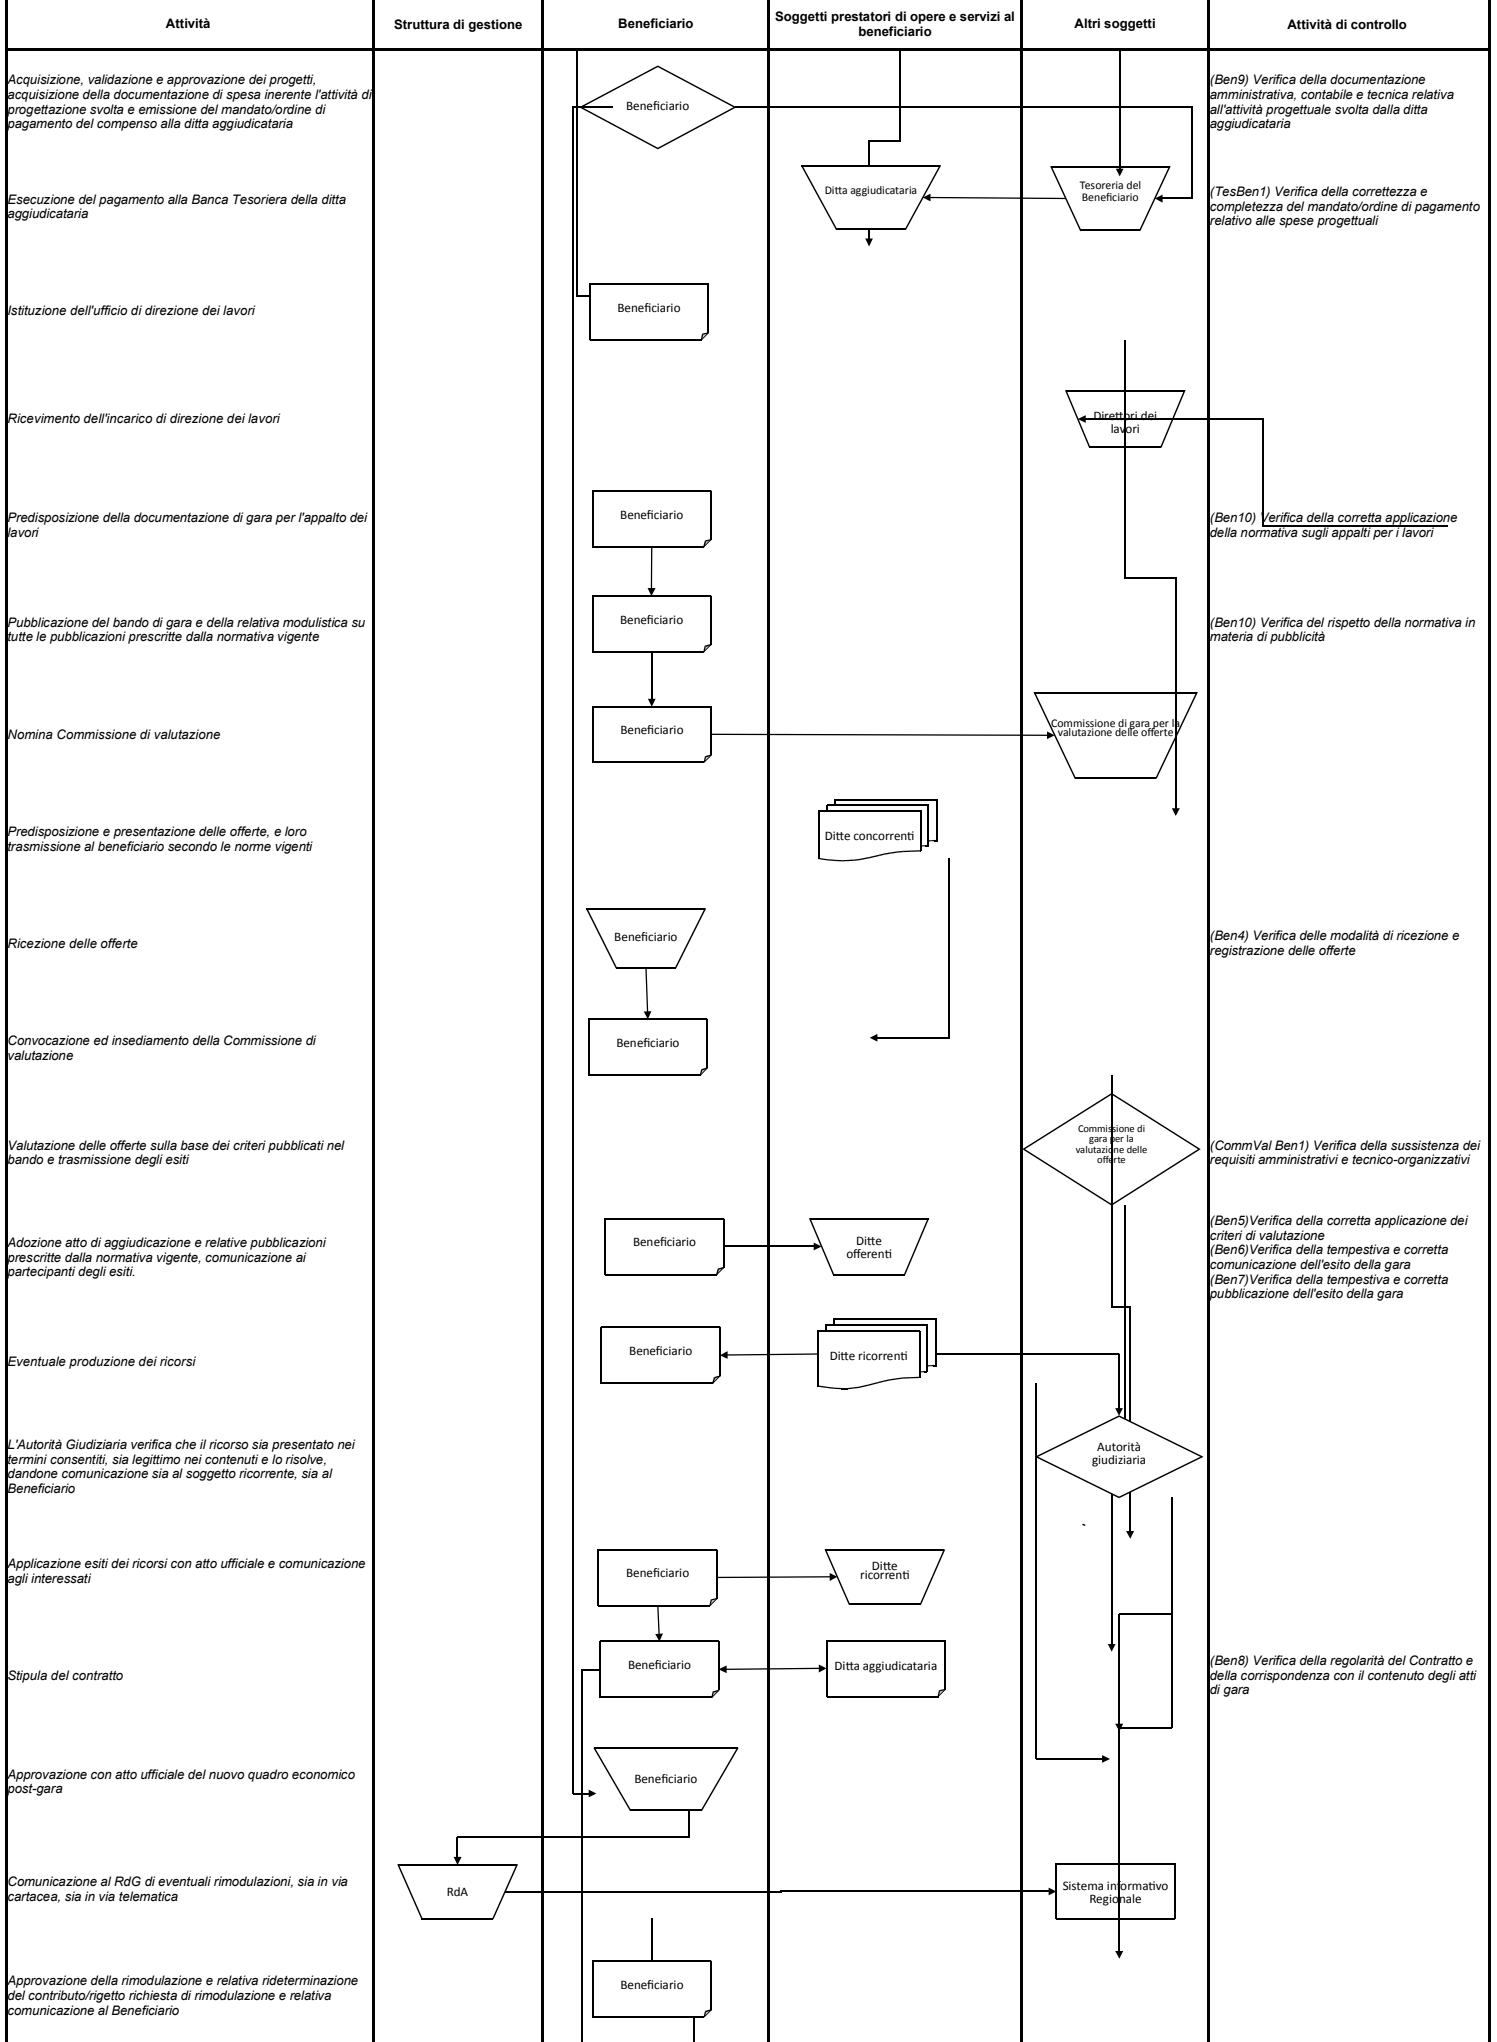 Attività
Struttura di gestione
Beneficiario
Soggetti prestatori di opere e servizi al
beneficiario
Altri soggetti
Attività di controllo
Acquisizione, validazione e approvazione dei progetti,
acquisizione della documentazione di spesa inerente l'attività di
progettazione svolta e emissione del mandato/ordine di
pagamento del compenso alla ditta aggiudicataria
Beneficiario
(Ben9) Verifica della documentazione
amministrativa, contabile e tecnica relativa
all'attività progettuale svolta dalla ditta
aggiudicataria
Esecuzione del pagamento alla Banca Tesoriera della ditta
aggiudicataria
Ditta aggiudicataria
Tesoreria del
Beneficiario
(TesBen1) Verifica della correttezza e
completezza del mandato/ordine di pagamento
relativo alle spese progettuali
Istituzione dell'ufficio di direzione dei lavori
Beneficiario
Ricevimento dell'incarico di direzione dei lavori
Direttori dei
lavori
Predisposizione della documentazione di gara per l'appalto dei
lavori
Beneficiario
(Ben10) Verifica della corretta applicazione
della normativa sugli appalti per i lavori
Pubblicazione del bando di gara e della relativa modulistica su
tutte le pubblicazioni prescritte dalla normativa vigente
Beneficiario
(Ben10) Verifica del rispetto della normativa in
materia di pubblicità
Nomina Commissione di valutazione
Beneficiario
Commissione di gara per la
valutazione delle offerte
Predisposizione e presentazione delle offerte, e loro
trasmissione al beneficiario secondo le norme vigenti
Ditte concorrenti
Ricezione delle offerte
Beneficiario
(Ben4) Verifica delle modalità di ricezione e
registrazione delle offerte
Convocazione ed insediamento della Commissione di
valutazione
Beneficiario
Valutazione delle offerte sulla base dei criteri pubblicati nel
bando e trasmissione degli esiti
Commissione di
gara per la
valutazione delle
offerte
(CommVal Ben1) Verifica della sussistenza dei
requisiti amministrativi e tecnico-organizzativi
Adozione atto di aggiudicazione e relative pubblicazioni
prescritte dalla normativa vigente, comunicazione ai
partecipanti degli esiti.
Beneficiario
Ditte
offerenti
(Ben5)Verifica della corretta applicazione dei
criteri di valutazione
(Ben6)Verifica della tempestiva e corretta
comunicazione dell'esito della gara
(Ben7)Verifica della tempestiva e corretta
pubblicazione dell'esito della gara
Eventuale produzione dei ricorsi
Beneficiario
Ditte ricorrenti
L'Autorità Giudiziaria verifica che il ricorso sia presentato nei
termini consentiti, sia legittimo nei contenuti e lo risolve,
dandone comunicazione sia al soggetto ricorrente, sia al
Beneficiario
Autorità
giudiziaria
`
Applicazione esiti dei ricorsi con atto ufficiale e comunicazione
agli interessati
Beneficiario
Ditte
ricorrenti
Stipula del contratto
Beneficiario
Ditta aggiudicataria
(Ben8) Verifica della regolarità del Contratto e
della corrispondenza con il contenuto degli atti
di gara
Approvazione con atto ufficiale del nuovo quadro economico
post-gara
Beneficiario
Comunicazione al RdG di eventuali rimodulazioni, sia in via
cartacea, sia in via telematica
RdA
Sistema informativo
Regionale
Approvazione della rimodulazione e relativa rideterminazione
del contributo/rigetto richiesta di rimodulazione e relativa
comunicazione al Beneficiario
Beneficiario